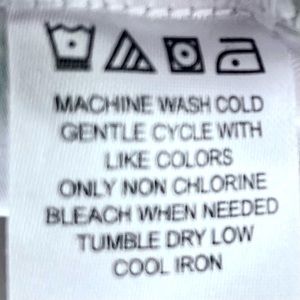 MACHINE WASH COLD
GENTLE CYCLE WITH
LIKE COLORS
ONLY NON CHLORINE
BLEACH WHEN NEEDED
TUMBLE DRY LOW
COOL IRON